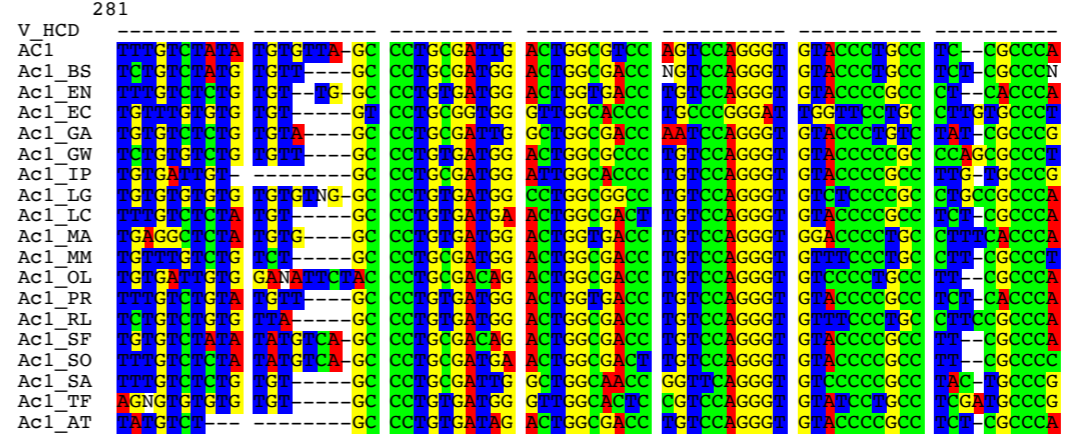 281
V_HCD ---------- ---------- ---------- ---------- ---------- ---------- ----------
AC1 TTTGTCTATA TGTGTTA-GC CCTGCGATTG ACTGGCGTCC AGTCCAGGGT GTACCCTGCC TC--CGCCCA
Ac1_BS TCTGTCTATG TGTT----GC CCTGCGATGG ACTGGCGACC NGTCCAGGGT GTACCCTGCC TCT-CGCCCN
Ac1_EN TTTGTCTCTG TGT--TG-GC CCTGTGATGG ACTGGTGACC TGTCCAGGGT GTACCCCGCC CT--CACCCA
Ac1_EC TGTTTGTGTG TGT-----GT CCTGCGGTGG GTTGGCACCC TGCCCGGGAT TGGTTCCTGC CTTGTGCCCT
Ac1_GA TGTGTCTCTG TGTA----GC CCTGCGATTG GCTGGCGACC AATCCAGGGT GTACCCTGTC TAT-CGCCCG
Ac1_GW TCTGTGTCTG TGTT----GC CCTGTGATGG ACTGGCGCCC TGTCCAGGGT GTACCCCCGC CCAGCGCCCT
Ac1_IP TGTGATTGT- --------GC CCTGCGATGG ATTGGCACCC TGTCCAGGGT GTACCCCGCC TTG-TGCCCG
Ac1_LG TGTGTGTGTG TGTGTNG-GC CCTGTGATGG CCTGGCGGCC TGTCCAGGGT GTCTCCCCGC CTGCCGCCCA
Ac1_LC TTTGTCTCTA TGT-----GC CCTGTGATGA ACTGGCGACT TGTCCAGGGT GTACCCCGCC TCT-CGCCCA
Ac1_MA TGAGGCTCTA TGTG----GC CCTGTGATGG ACTGGTGACC TGTCCAGGGT GGACCCCTGC CTTTCACCCA
Ac1_MM TGTTTGTCTG TCT-----GC CCTGTGATGG ACTGGCGACC TGTCCAGGGT GTTTCCCTGC CTT-CGCCCT
Ac1_OL TGTGATTGTG GANATTCTAC CCTGCGACAG ACTGGCGACC TGTCCAGGGT GTCCCCTGCC TT--CGCCCA
Ac1_PR TTTGTCTGTA TGTT----GC CCTGTGATGG ACTGGTGACC TGTCCAGGGT GTACCCCGCC TCT-CACCCA
Ac1_RL TCTGTCTGTG TTA-----GC CCTGTGATGG ACTGGCGACC TGTCCAGGGT GTTTCCCTGC CTTCCGCCCA
Ac1_SF TGTGTCTATA TATGTCA-GC CCTGCGACAG ACTGGCGACC TGTCCAGGGT GTACCCCGCC TT--CGCCCA
Ac1_SO TTTGTCTCTA TATGTCA-GC CCTGCGATGA ACTGGCGACT TGTCCAGGGT GTACCCCGCC TT--CGCCCC
Ac1_SA TTTGTCTCTG TGT-----GC CCTGCGATTG GCTGGCAACC GGTTCAGGGT GTCCCCCGCC TAC-TGCCCG
Ac1_TF AGNGTGTGTG TGT-----GC CCTGTGATGG GTTGGCACTC CGTCCAGGGT GTATCCTGCC TCGATGCCCG
Ac1_AT TATGTCT--- --------GC CCTGTGATAG ACTGGCGACC TGTCCAGGGT GTACCCTGCC TCT-CGCCCA